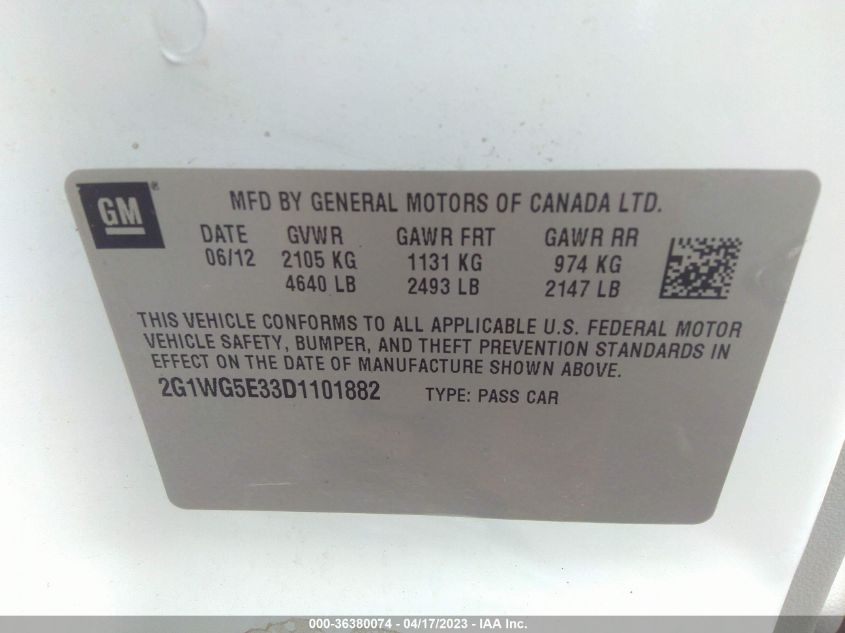 GM®
MFD BY GENERAL MOTORS OF CANADA LTD.
DATE GVWR GAWR FRT GAWR RR
06/12 2105 KG 1131 KG 974 KG
4640 LB 2493 LB 2147 LB
THIS VEHICLE CONFORMS TO ALL APPLICABLE U.S. FEDERAL MOTOR
VEHICLE SAFETY, BUMPER, AND THEFT PREVENTION STANDARDS IN
EFFECT ON THE DATE OF MANUFACTURE SHOWN ABOVE.
2G1WG5E33D1101882 TYPE: PASS CAR
000-36380074 - 04/17/2023 - IAA Inc.